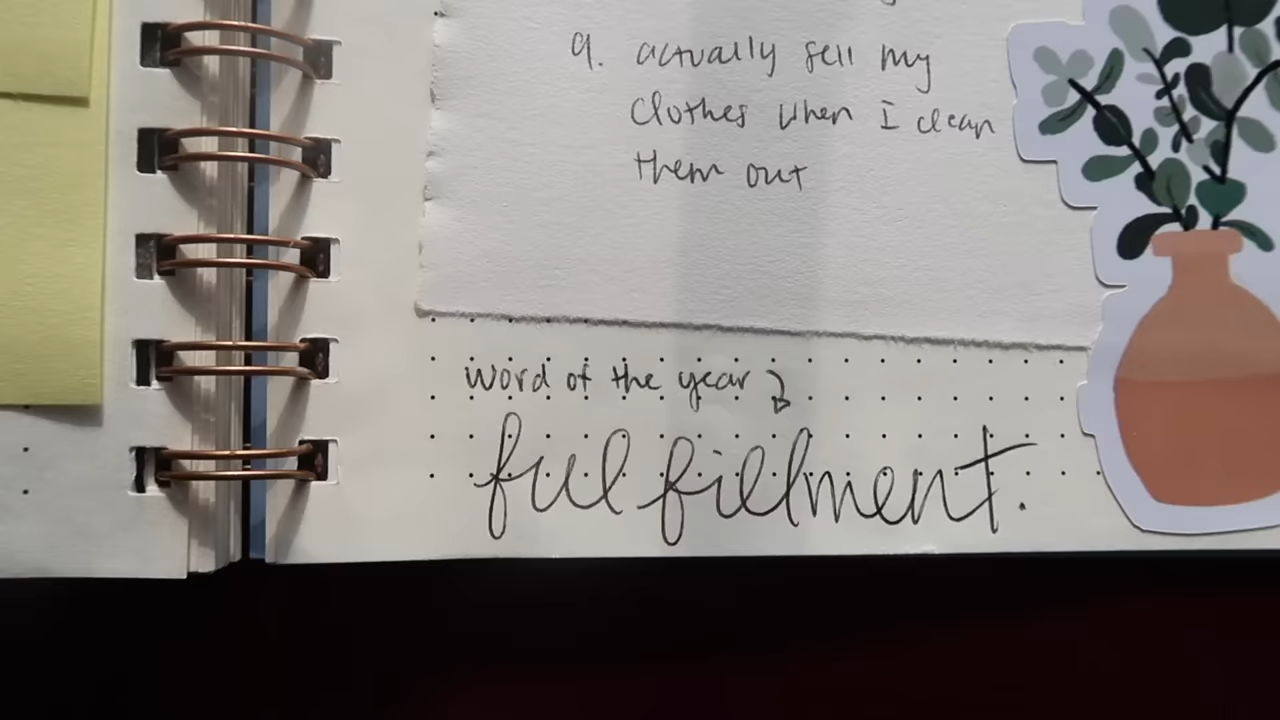 9. actually sell my
clothes when I clean
them out
word of the year
fulfillment.